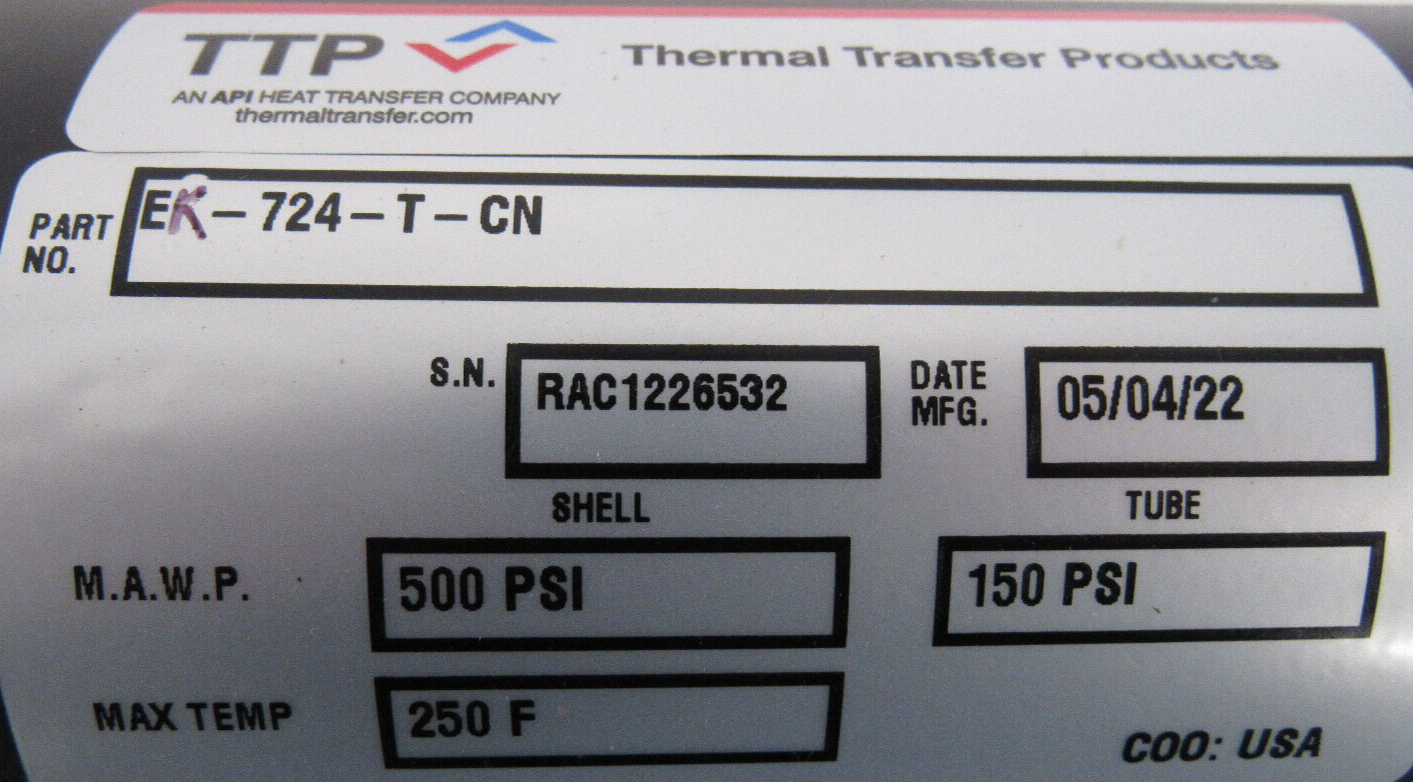 TTP
Thermal Transfer Products
AN API HEAT TRANSFER COMPANY
thermaltransfer.com
PART NO.
EK-724-T-CN
S.N.
RAC1226532
DATE MFG.
05/04/22
SHELL
TUBE
M.A.W.P.
500 PSI
150 PSI
MAX TEMP
250 F
COO: USA